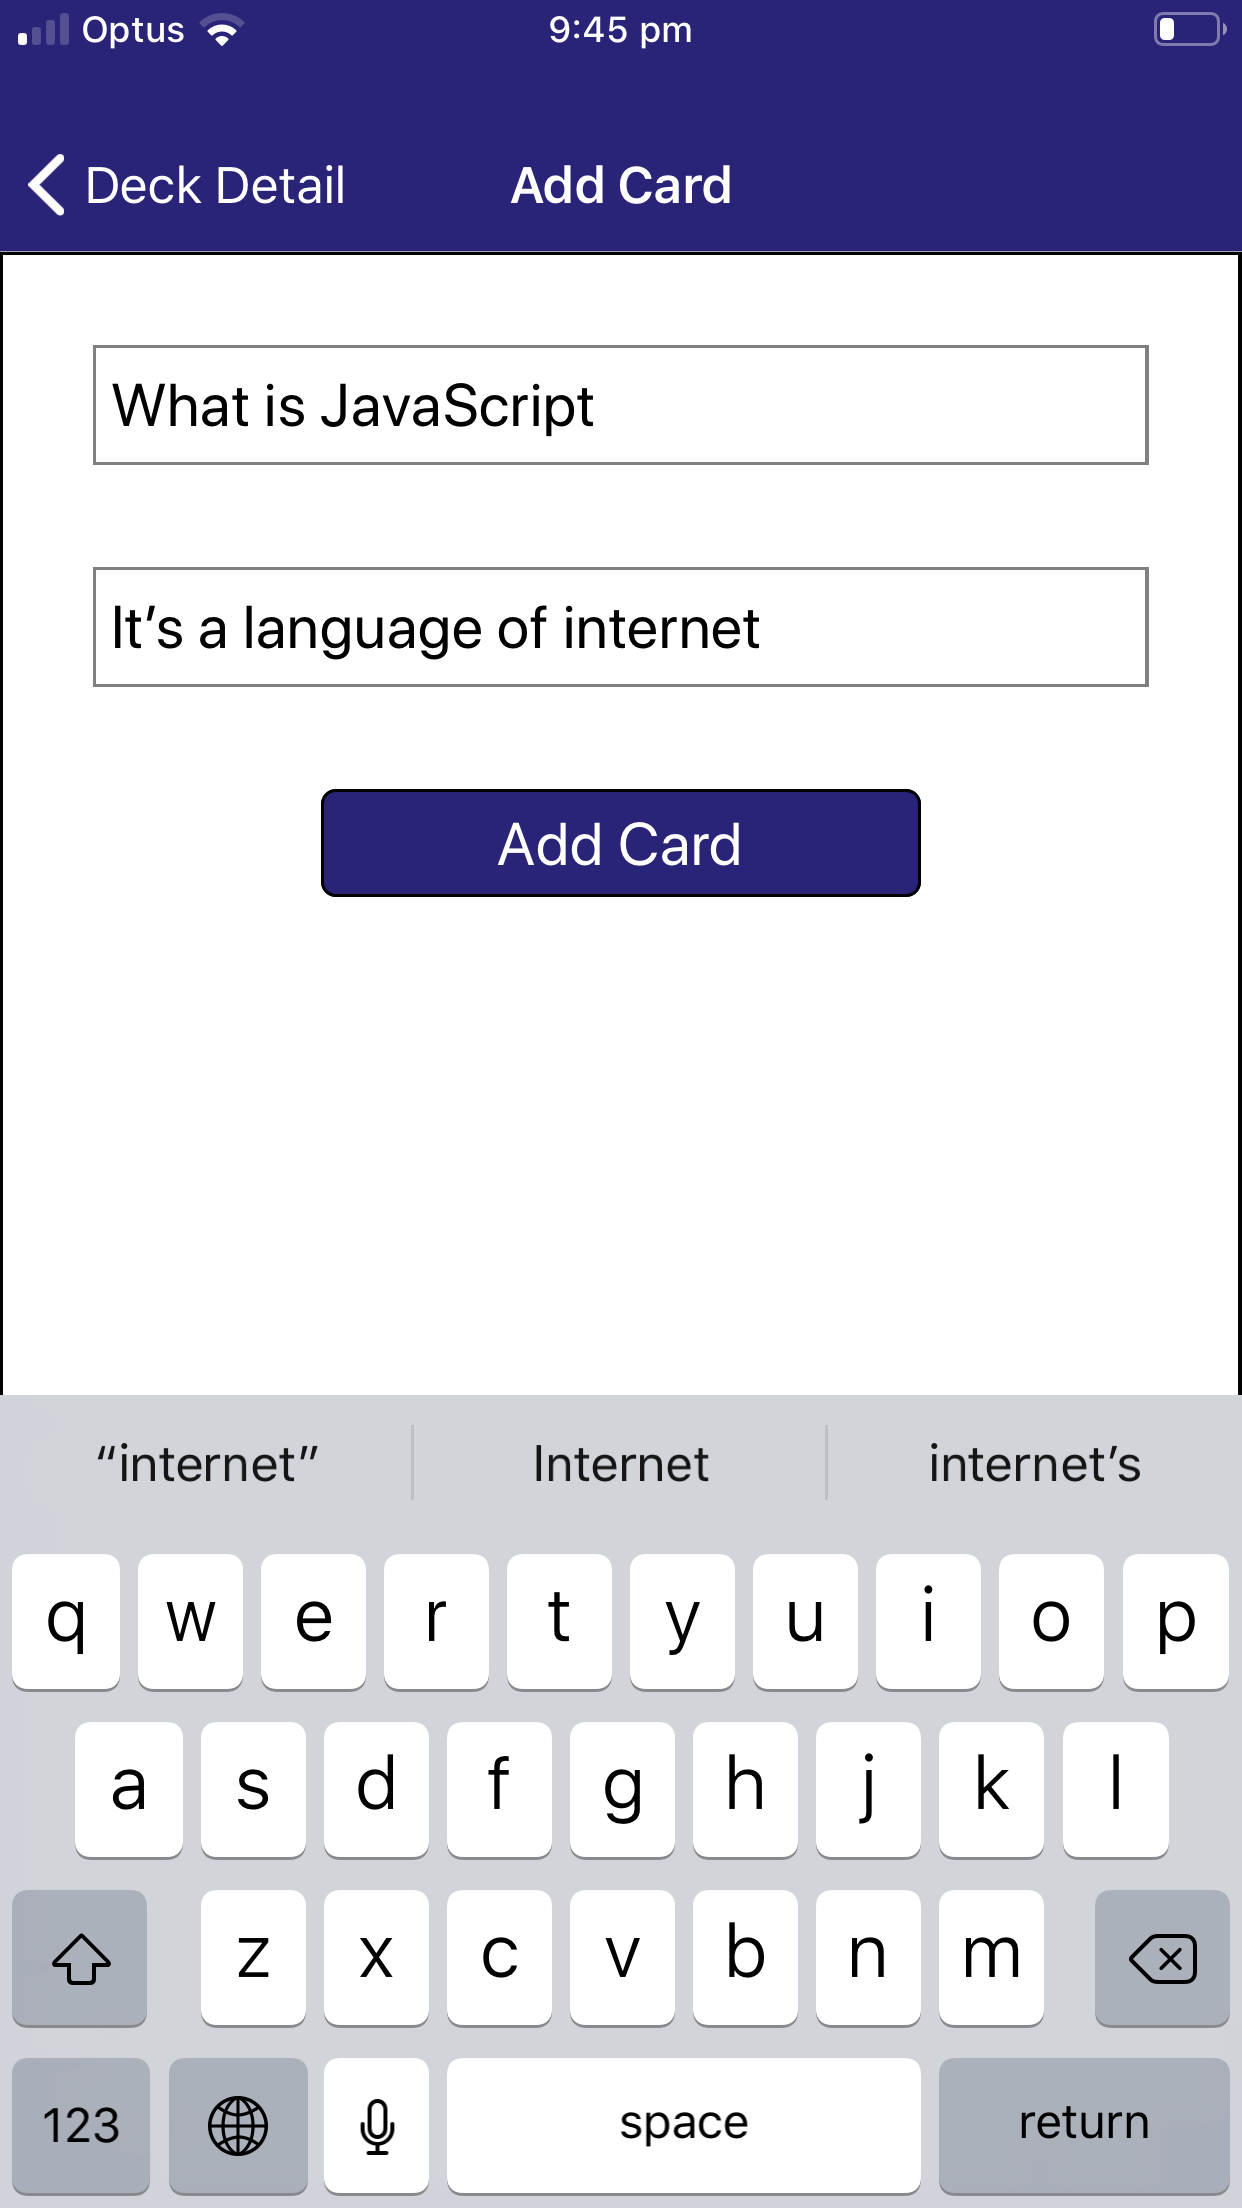 Optus 9:45 pm
Deck Detail Add Card
What is JavaScript
It’s a language of internet
Add Card
“internet” Internet internet’s
q w e r t y u i o p
a s d f g h j k l
z x c v b n m
123 space return